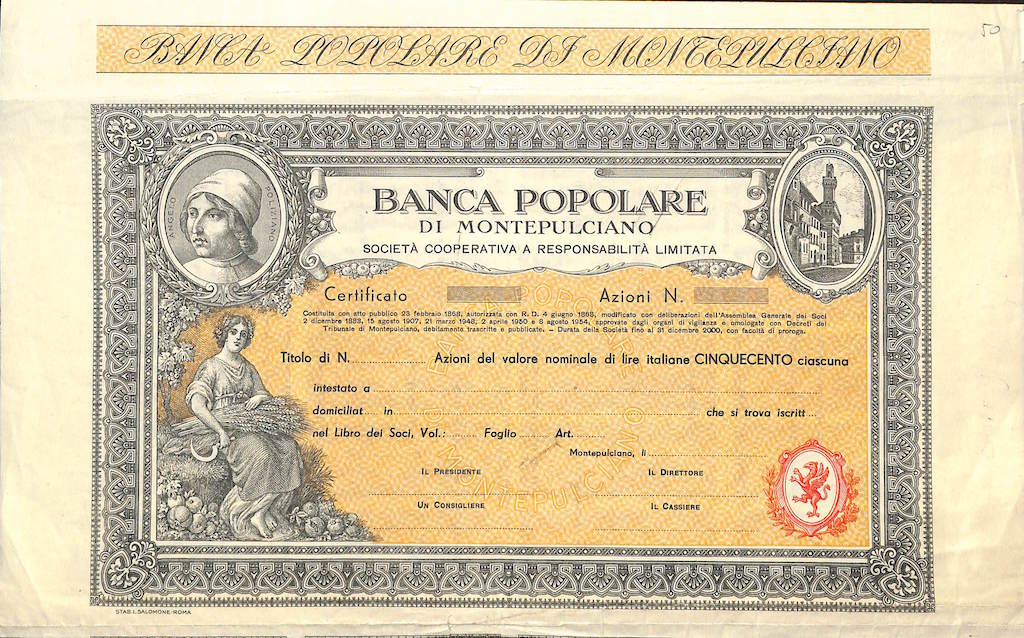 50
BANCA POPOLARE DI MONTEPULCIANO
ANGELO POLIZIANO
BANCA POPOLARE
DI MONTEPULCIANO
SOCIETÀ COOPERATIVA A RESPONSABILITÀ LIMITATA
Certificato Azioni N.
Costituita con atto pubblico 23 febbraio 1868, autorizzata con R. D. 4 giugno 1868, modificato con deliberazioni dell'Assemblea Generale dei Soci
2 dicembre 1883, 15 agosto 1907, 21 marzo 1948, 2 aprile 1950 e 8 agosto 1954, approvate dagli organi di vigilanza e omologate con Decreti del
Tribunale di Montepulciano, debitamente trascritte e pubblicate. – Durata della Società fino al 31 dicembre 2000, con facoltà di proroga.
BANCA POPOLARE
Titolo di N. Azioni del valore nominale di lire italiane CINQUECENTO ciascuna
intestato a
domiciliat in che si trova iscritt
nel Libro dei Soci, Vol.: Foglio Art.
Montepulciano, li
IL PRESIDENTE IL DIRETTORE
DI MONTEPULCIANO
UN CONSIGLIERE IL CASSIERE
STAB. L. SALOMONE-ROMA